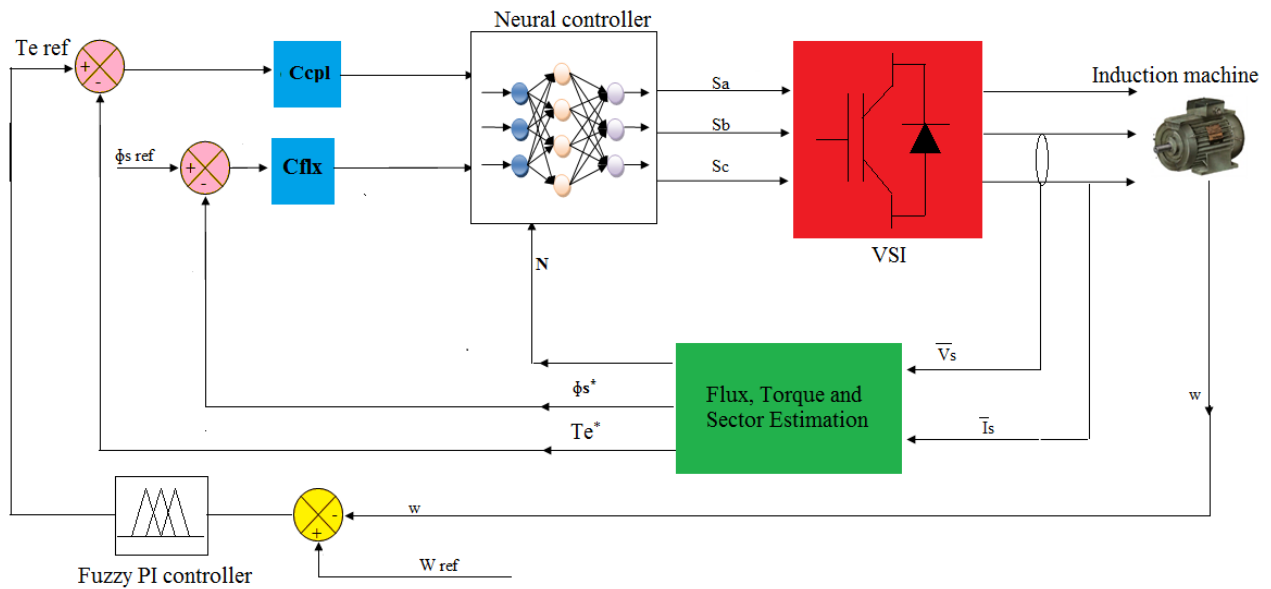 Neural controller
Te ref
+
-
Ccpl
Sa
Induction machine
ϕs ref
+
-
Cflx
Sb
Sc
VSI
N
V̅s
Flux, Torque and
Sector Estimation
ϕs*
w
Te*
I̅s
w
-
+
W ref
Fuzzy PI controller